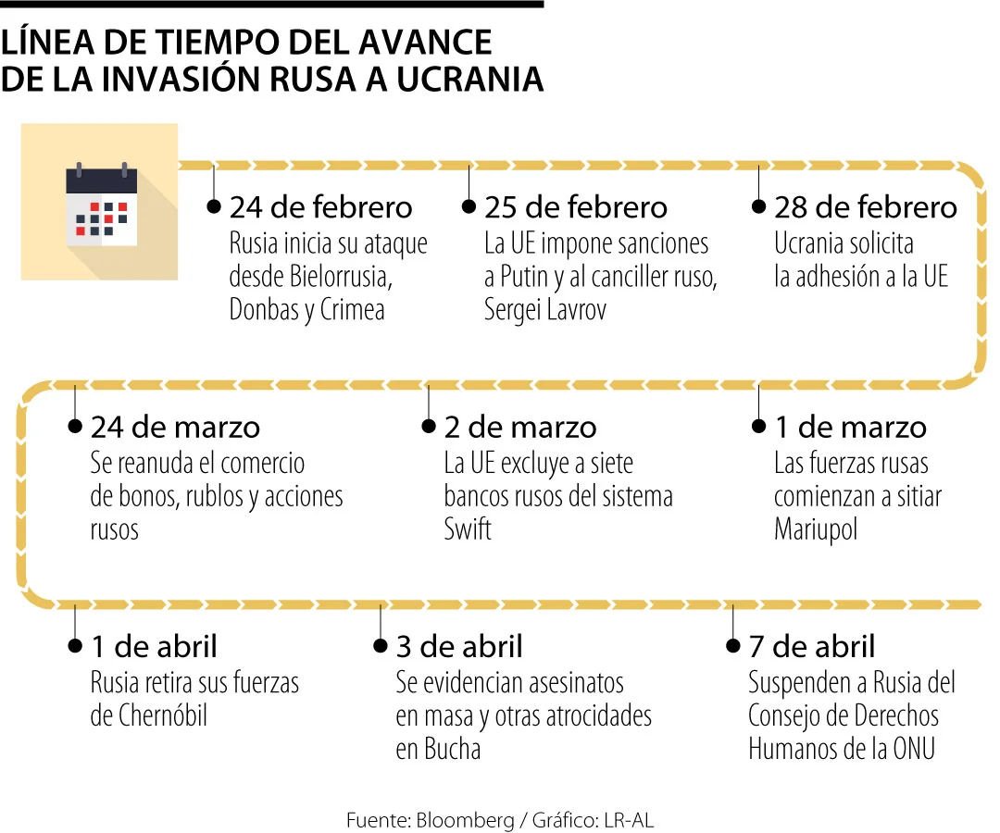 LÍNEA DE TIEMPO DEL AVANCE
DE LA INVASIÓN RUSA A UCRANIA
24 de febrero
Rusia inicia su ataque
desde Bielorrusia,
Donbas y Crimea
25 de febrero
La UE impone sanciones
a Putin y al canciller ruso,
Sergei Lavrov
28 de febrero
Ucrania solicita
la adhesión a la UE
1 de marzo
Las fuerzas rusas
comienzan a sitiar
Mariupol
2 de marzo
La UE excluye a siete
bancos rusos del sistema
Swift
24 de marzo
Se reanuda el comercio
de bonos, rublos y acciones
rusos
1 de abril
Rusia retira sus fuerzas
de Chernóbil
3 de abril
Se evidencian asesinatos
en masa y otras atrocidades
en Bucha
7 de abril
Suspenden a Rusia del
Consejo de Derechos
Humanos de la ONU
Fuente: Bloomberg / Gráfico: LR-AL